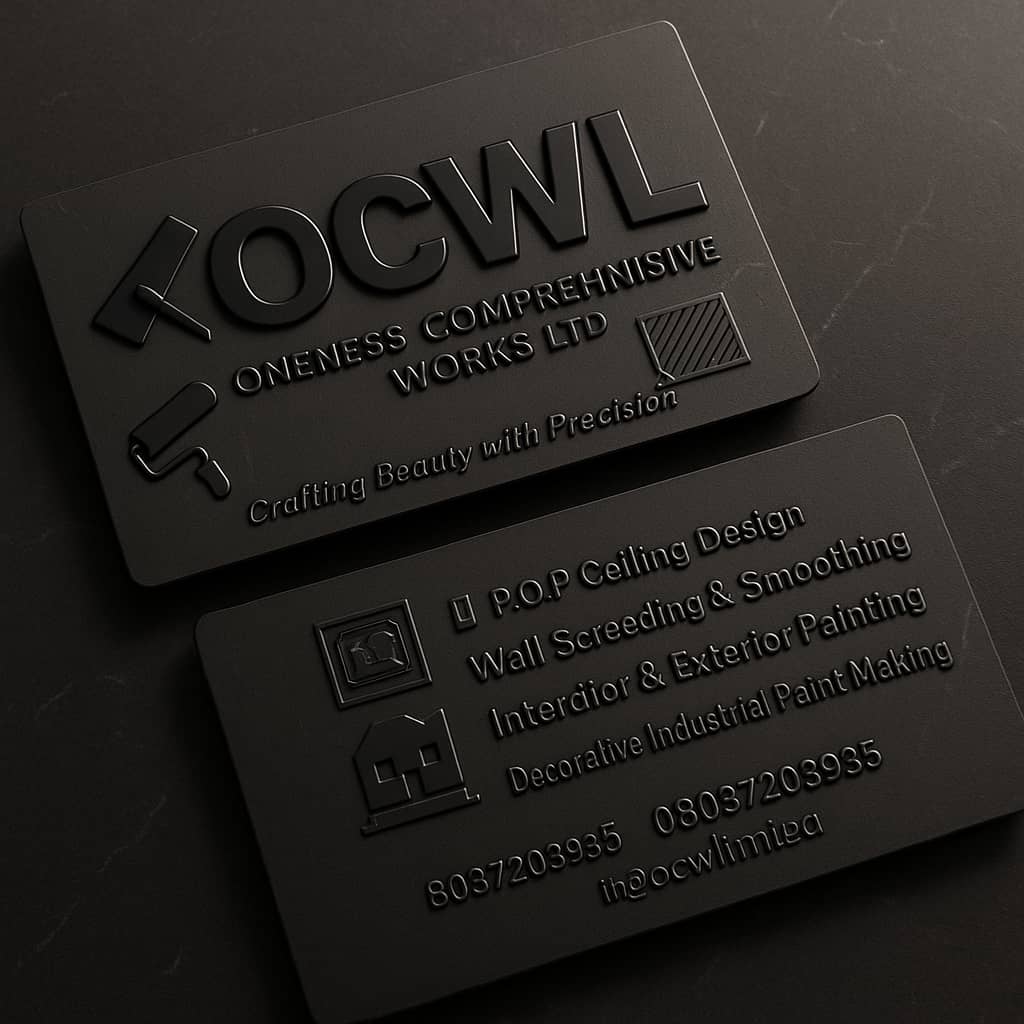 OCWL
ONENESS COMPREHNISIVE
WORKS LTD
Crafting Beauty with Precision
P.O.P Ceiling Design
Wall Screeding & Smoothing
Interdior & Exterior Painting
Decorative Industrial Paint Making
8037203935 08037203935